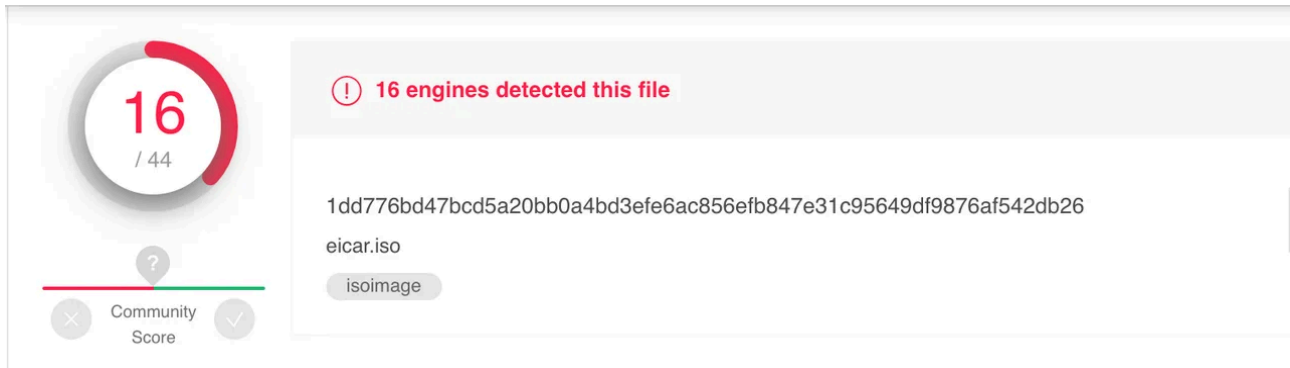 16
/ 44
?
Community
Score
! 16 engines detected this file
1dd776bd47bcd5a20bb0a4bd3efe6ac856efb847e31c95649df9876af542db26
eicar.iso
isoimage